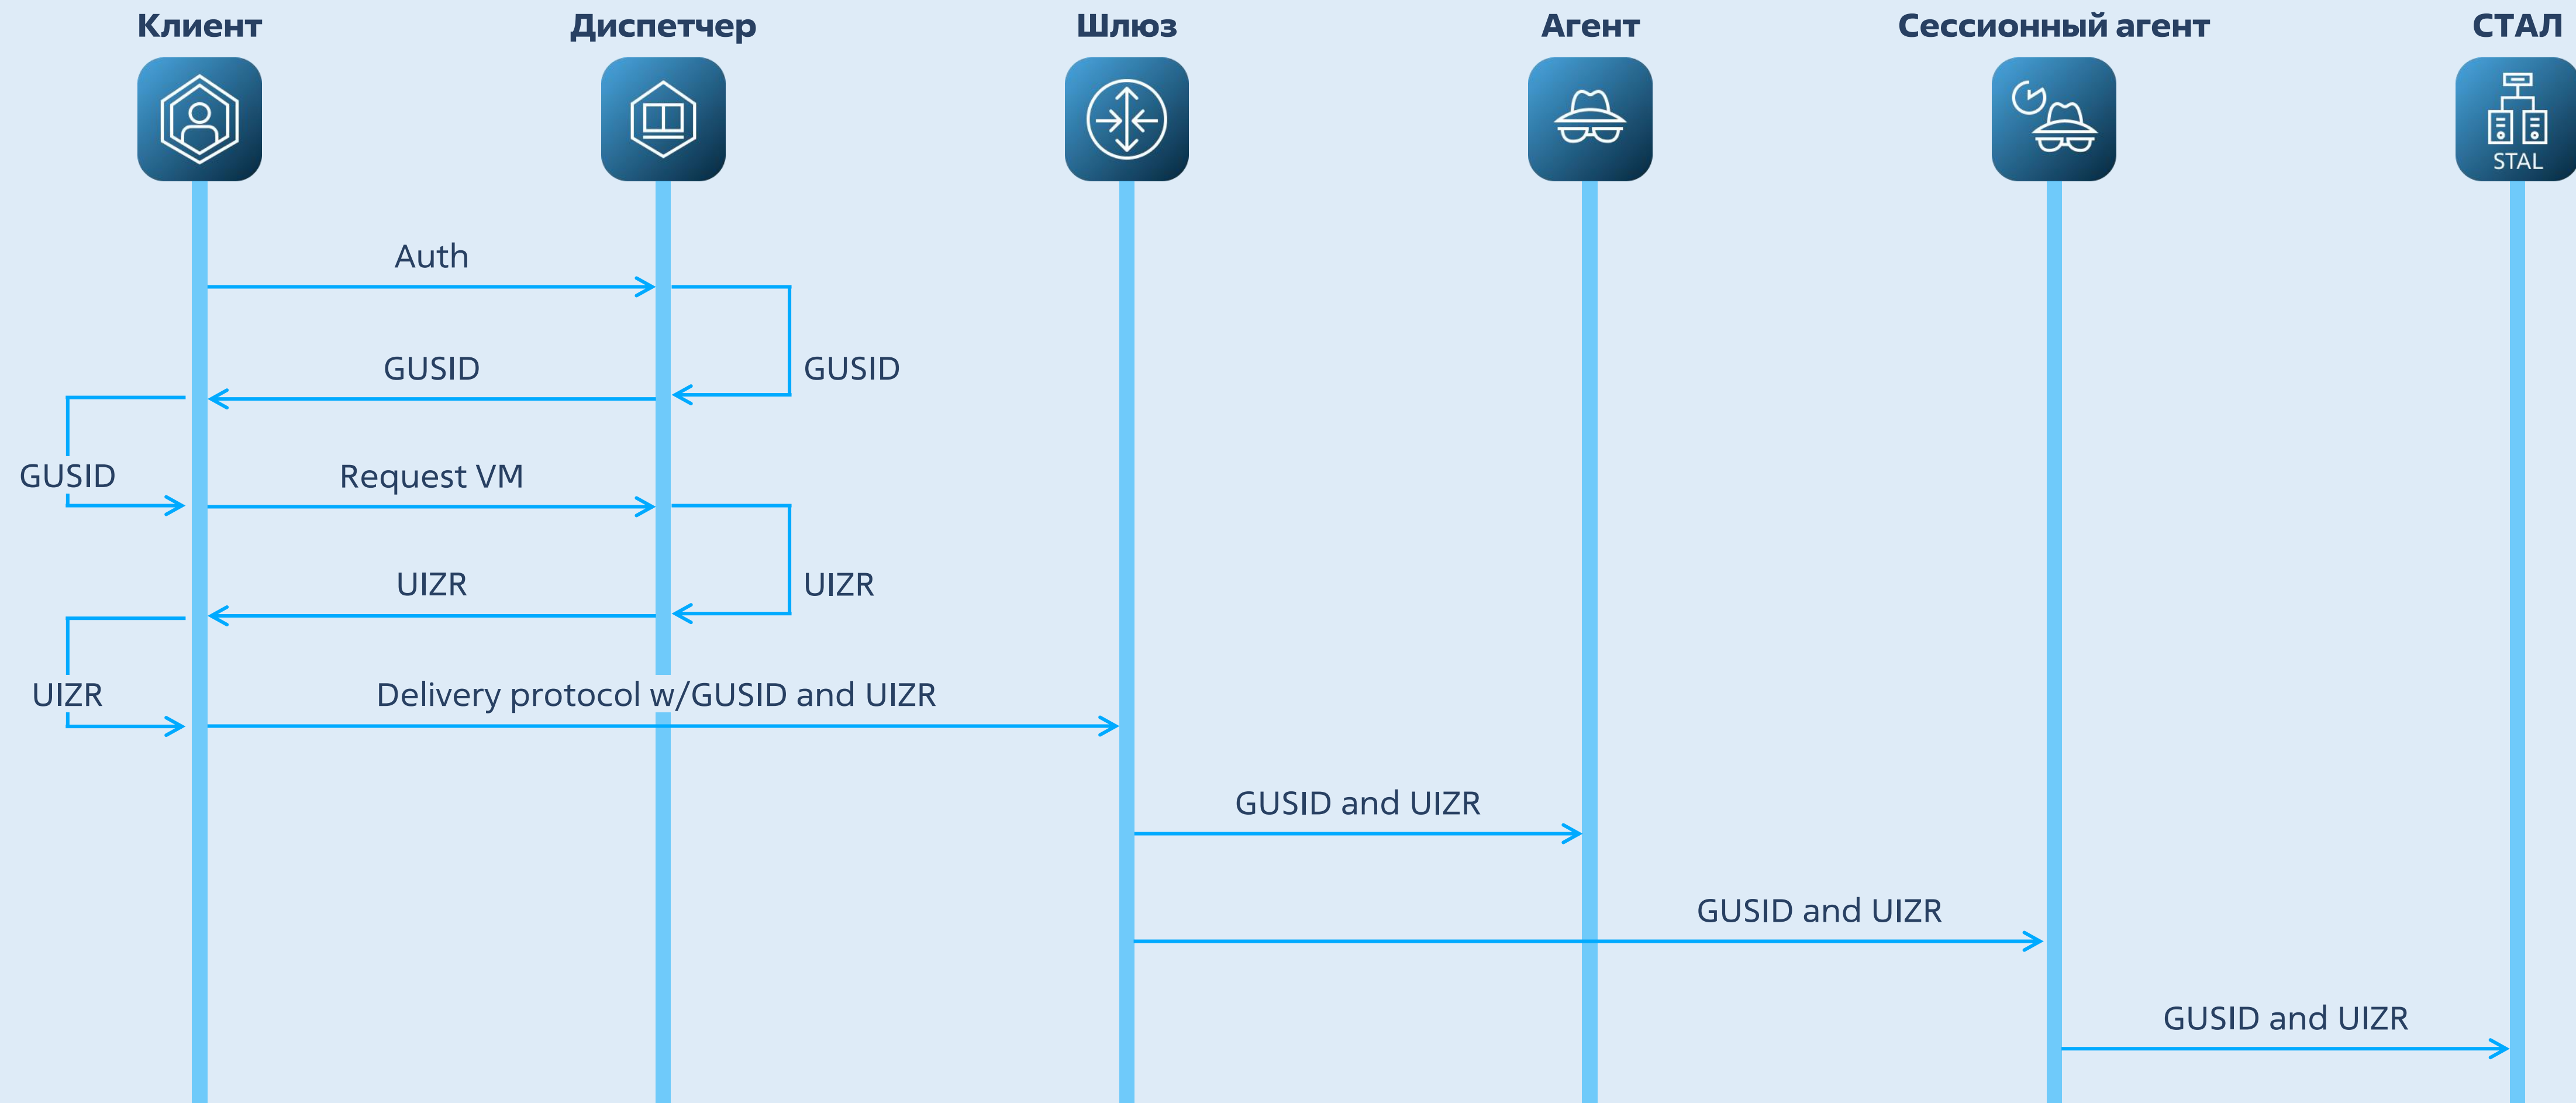 Клиент
Диспетчер
Шлюз
Агент
Сессионный агент
СТАЛ
STAL
Auth
GUSID
GUSID
GUSID
Request VM
UIZR
UIZR
UIZR
Delivery protocol w/GUSID and UIZR
GUSID and UIZR
GUSID and UIZR
GUSID and UIZR